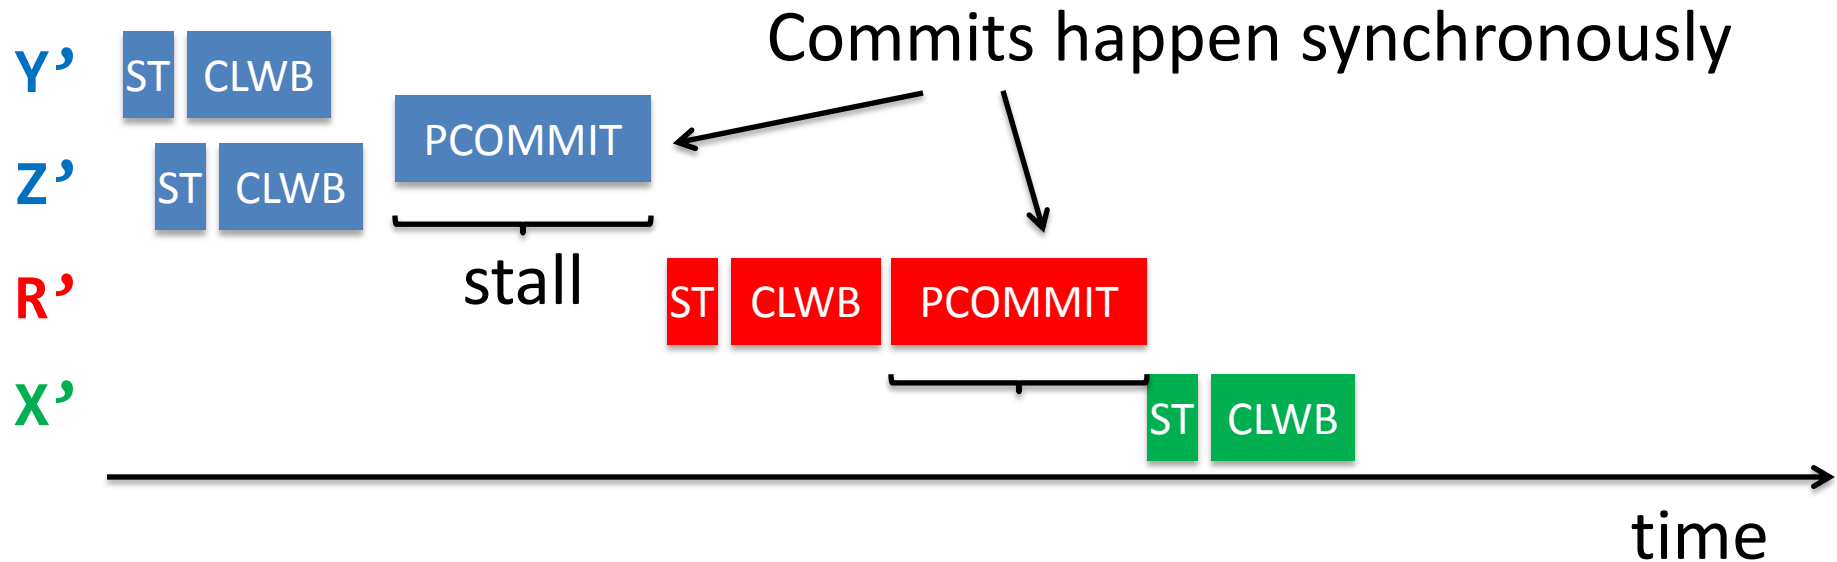 Commits happen synchronously
Y’ ST CLWB
PCOMMIT
Z’ ST CLWB
stall
R’ ST CLWB PCOMMIT
X’ ST CLWB
time